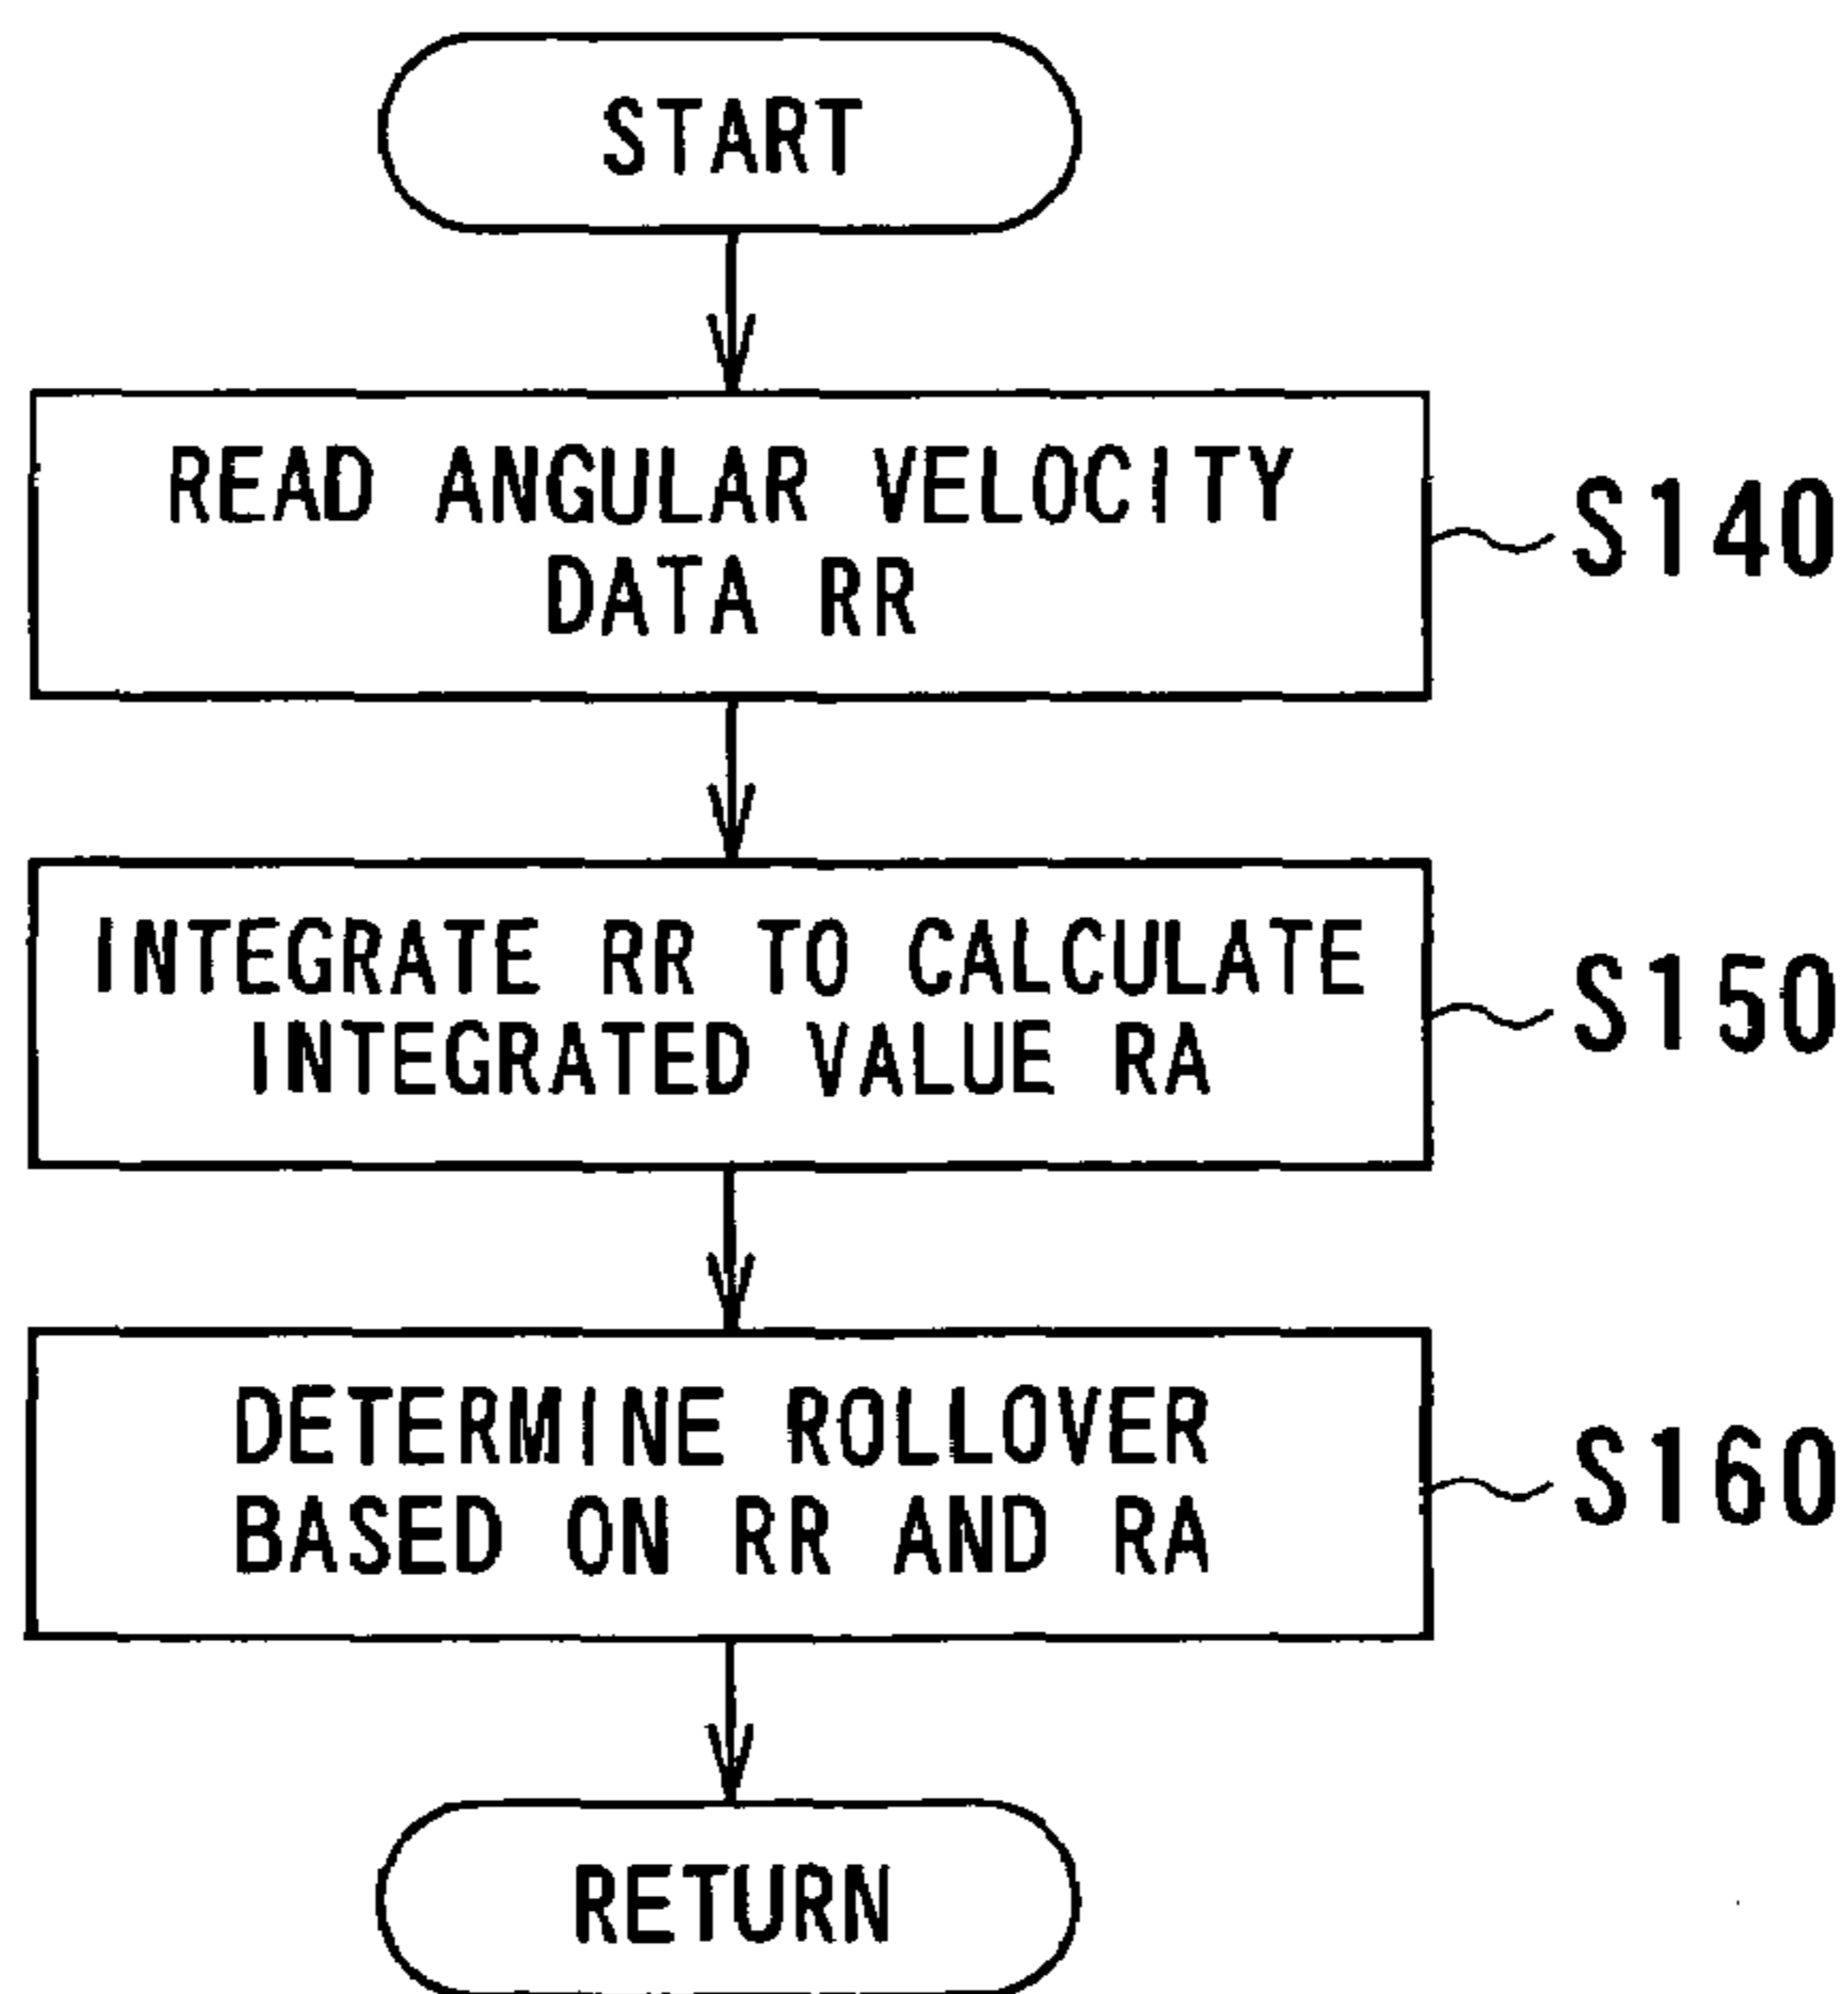 START
READ ANGULAR VELOCITY
DATA RR
S140
INTEGRATE RR TO CALCULATE
INTEGRATED VALUE RA
S150
DETERMINE ROLLOVER
BASED ON RR AND RA
S160
RETURN